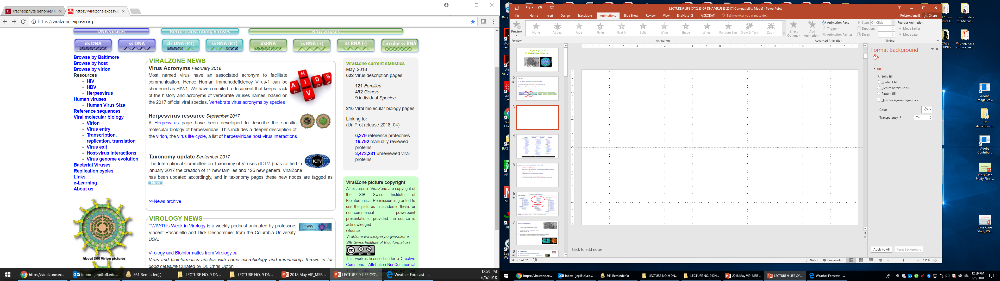 Tracheophyte genomes k
https://viralzone.expasy.o
https://viralzone.expasy.org
DNA viruses
Retro-transcribing viruses
RNA viruses
ds DNA
ss DNA
ds DNA (RT)
ss RNA (RT)
dsRNA
ss RNA (+)
ss RNA (-)
Circular ss RNA
Browse by Baltimore
Browse by host
Browse by virion
Resources
HIV
HBV
Herpesvirus
Human viruses
Human Virus Size
Reference sequences
Viral molecular biology
Virion
Virus entry
Transcription,
replication, translation
Virus exit
Host-virus interactions
Virus genome evolution
Bacterial Viruses
Replication cycles
Links
e-Learning
About us
About 300 Virion pictures
VIRALZONE NEWS
Virus Acronyms February 2018
Most named virus have an associated acronym to facilitate
communication. Hence Human Immunodeficiency Virus-1 can be
shortened as HIV-1. We have compiled a document that keeps track
of the history and acronyms of vertebrate viruses names, based on
the 2017 official viral species. Vertebrate virus acronyms by species
AIDS
HIV
Herpesvirus resource September 2017
A Herpesvirus page have been developed to describe the specific
molecular biology of herpesviridae. This includes a deeper description of
the virion, the virus life-cycle, a list of herpesviridae host-virus interactions
Taxonomy update September 2017
ICTV
The International Committee on Taxonomy of Viruses (ICTV ) has ratified in
january 2017 the creation of 11 new families and 126 new genera. ViralZone
has been updated accordingly, and in taxonomy pages these new nodes are tagged as
New .
>>News archive
VIROLOGY NEWS
TWIV:This Week in Virology is a weekly podcast animated by professors
Vincent Racaniello and Dick Despommier from the Columbia University,
USA.
TWiV
Virology and Bioinformatics from Virology.ca
Virus and bioinformatics articles with some microbiology and immunology thrown in for
good measure Curated by Dr. Chris Upton
ViralZone current statistics
May, 2018
622 Virus description pages:
121 Families
492 Genera
9 individual Species
216 Viral molecular biology pages
Linking to:
(UniProt release 2018_04)
6,279 reference proteomes
16,792 manually reviewed
proteins
3,473,281 unreviewed viral
proteins
ViralZone picture copyright
All pictures in ViralZone are copyright of
the SIB Swiss Institute of
Bioinformatics. Permission is granted to
use the pictures in academic thesis or
non-commercial powerpoint
presentations, provided the source is
acknowledged
(Source:
ViralZone:www.expasy.org/viralzone,
SIB Swiss Institute of Bioinformatics)
cc BY NC
This work is licensed under a Creative
Commons Attribution-NonCommercial
https://viralzone.ex...
Inbox - jep@ufl.edu...
561 Reminder(s)
LECTURE NO. 9 DN...
LECTURE NO. 9 DN...
2018 May VIP_MSR ...
LECTURE 9 LIFE CYC...
Weather Forecast - ...
12:59 PM
6/5/2018
LECTURE 9 LIFE CYCLES OF DNA VIRUSES 2017 [Compatibility Mode] - PowerPoint
File
Home
Insert
Design
Transitions
Animations
Slide Show
Review
View
EndNote X8
ACROBAT
Tell me what you want to do...
Polston,Jane E
Share
Preview
None
Appear
Fade
Fly In
Float In
Split
Wipe
Shape
Wheel
Random Bars
Grow & Turn
Zoom
Effect
Options
Add
Animation
Animation Pane
Trigger
Animation Painter
Start: On Click
Duration:
Delay:
Reorder Animation
Move Earlier
Move Later
Preview
Animation
Advanced Animation
Timing
1
2
3
4
5
6
7
8
4 3 2 1 0 1 2 3 4
2
1
0
1
2
Click to add notes
Format Background
Fill
Solid fill
Gradient fill
Picture or texture fill
Pattern fill
Hide background graphics
Color
Transparency
0%
Apply to All
Reset Background
Slide 3 of 52
Notes
Comments
111%
Case Studies
for Michae...
Virology case
study - Lea...
Adobe
ImageRea...
TY
detection-f...
Adobe
Contribu...
Virus Case
Study Rice_...
Virus Case
Study RG...
https://viralzone.ex...
Inbox - jep@ufl.edu...
561 Reminder(s)
LECTURE NO. 9 DN...
LECTURE NO. 9 DN...
2018 May VIP_MSR ...
LECTURE 9 LIFE CY...
Weather Forecast - ...
12:59 PM
6/5/2018